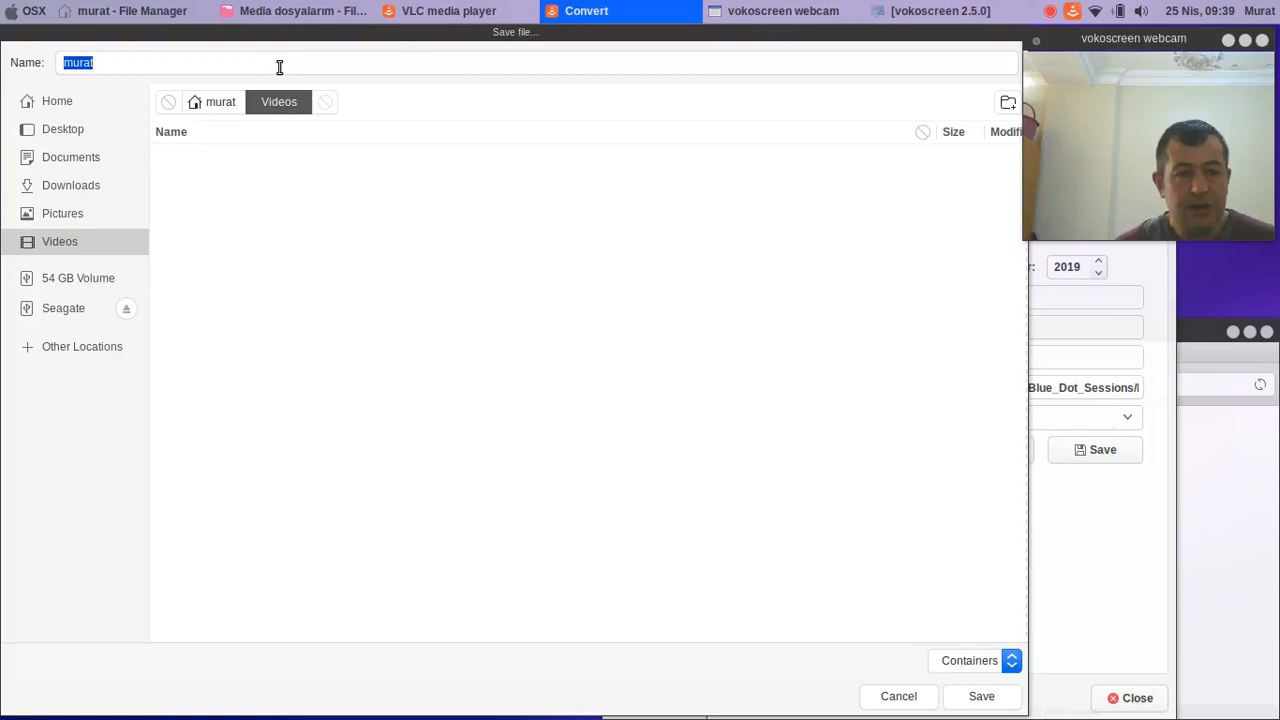 OSX
murat - File Manager
Media dosyalarım - Fil...
VLC media player
Convert
vokoscreen webcam
[vokoscreen 2.5.0]
25 Nis, 09:39
Murat
Save file...
vokoscreen webcam
Name:
murat
Home
Desktop
Documents
Downloads
Pictures
Videos
54 GB Volume
Seagate
Other Locations
murat
Videos
Name
Size
Modifi
2019
Blue_Dot_Sessions/
Save
Containers
Cancel
Save
Close